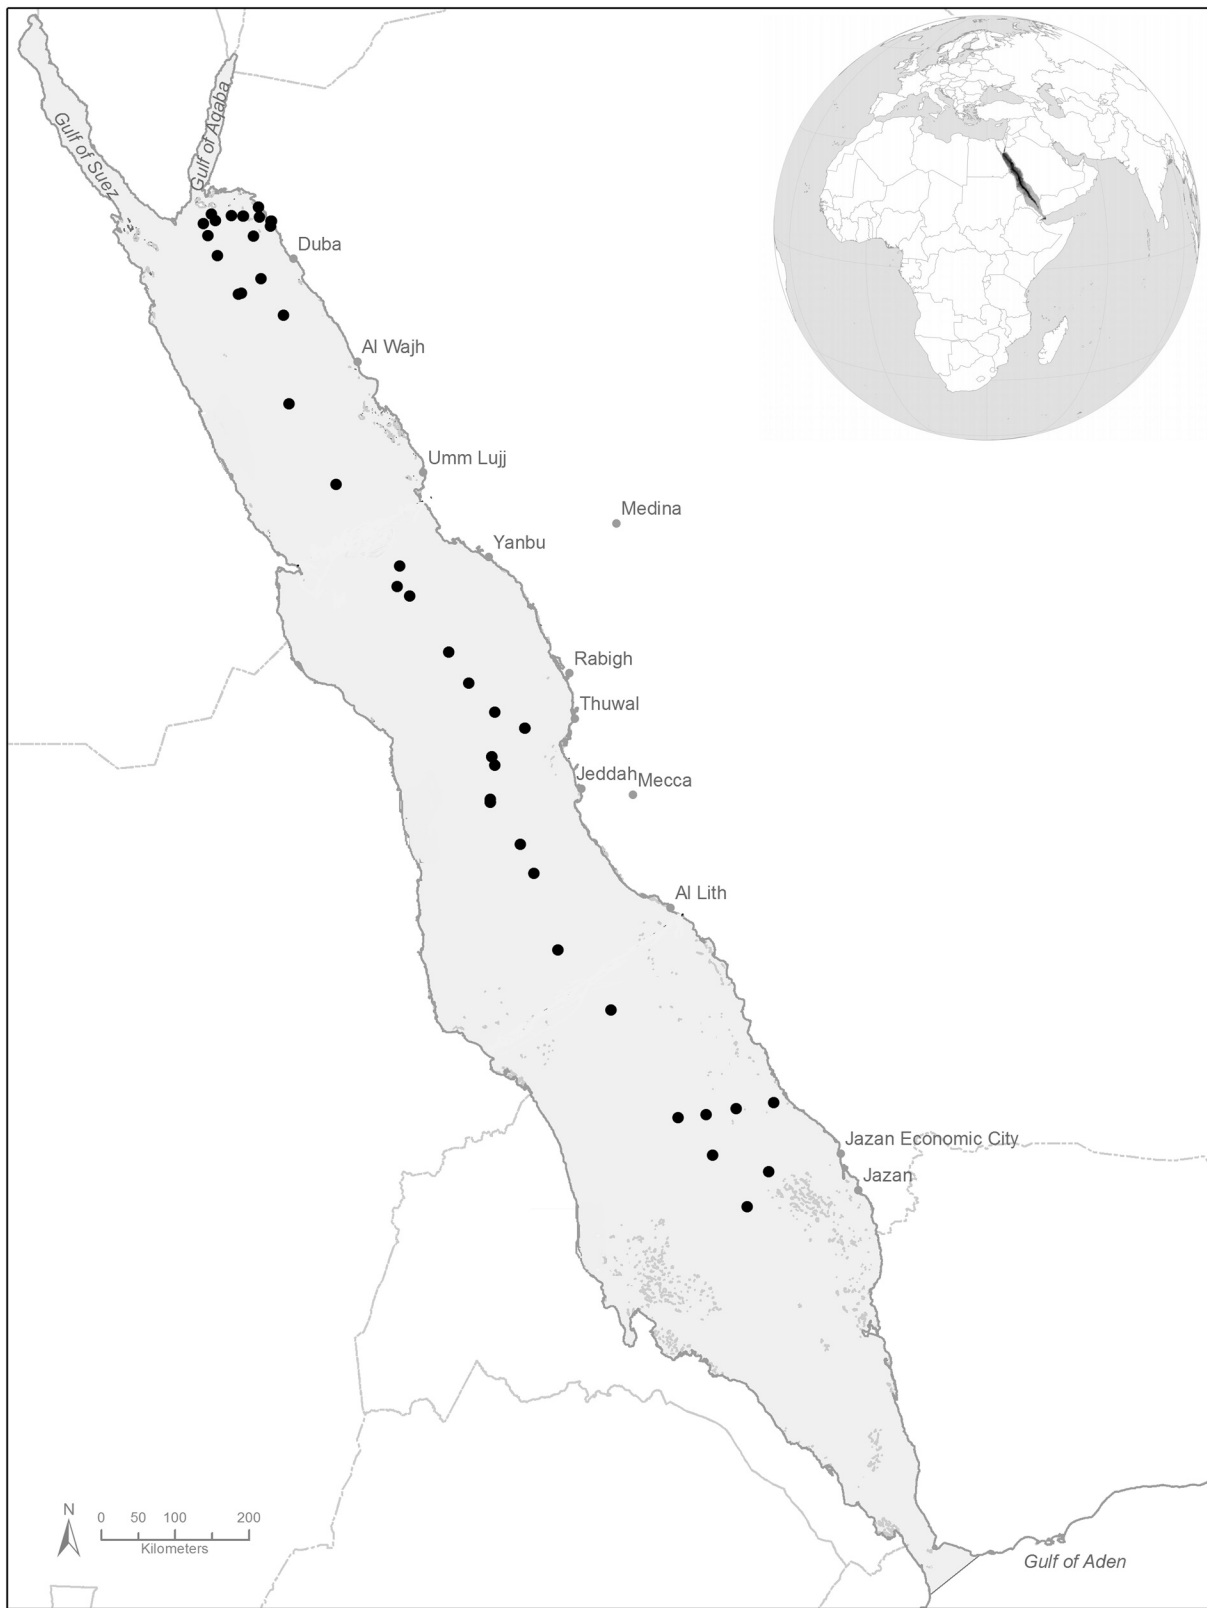 Gulf of Suez
Gulf of Aqaba
Duba
Al Wajh
Umm Lujj
Medina
Yanbu
Rabigh
Thuwal
Jeddah
Mecca
Al Lith
Jazan Economic City
Jazan
N
0 50 100 200
Kilometers
Gulf of Aden